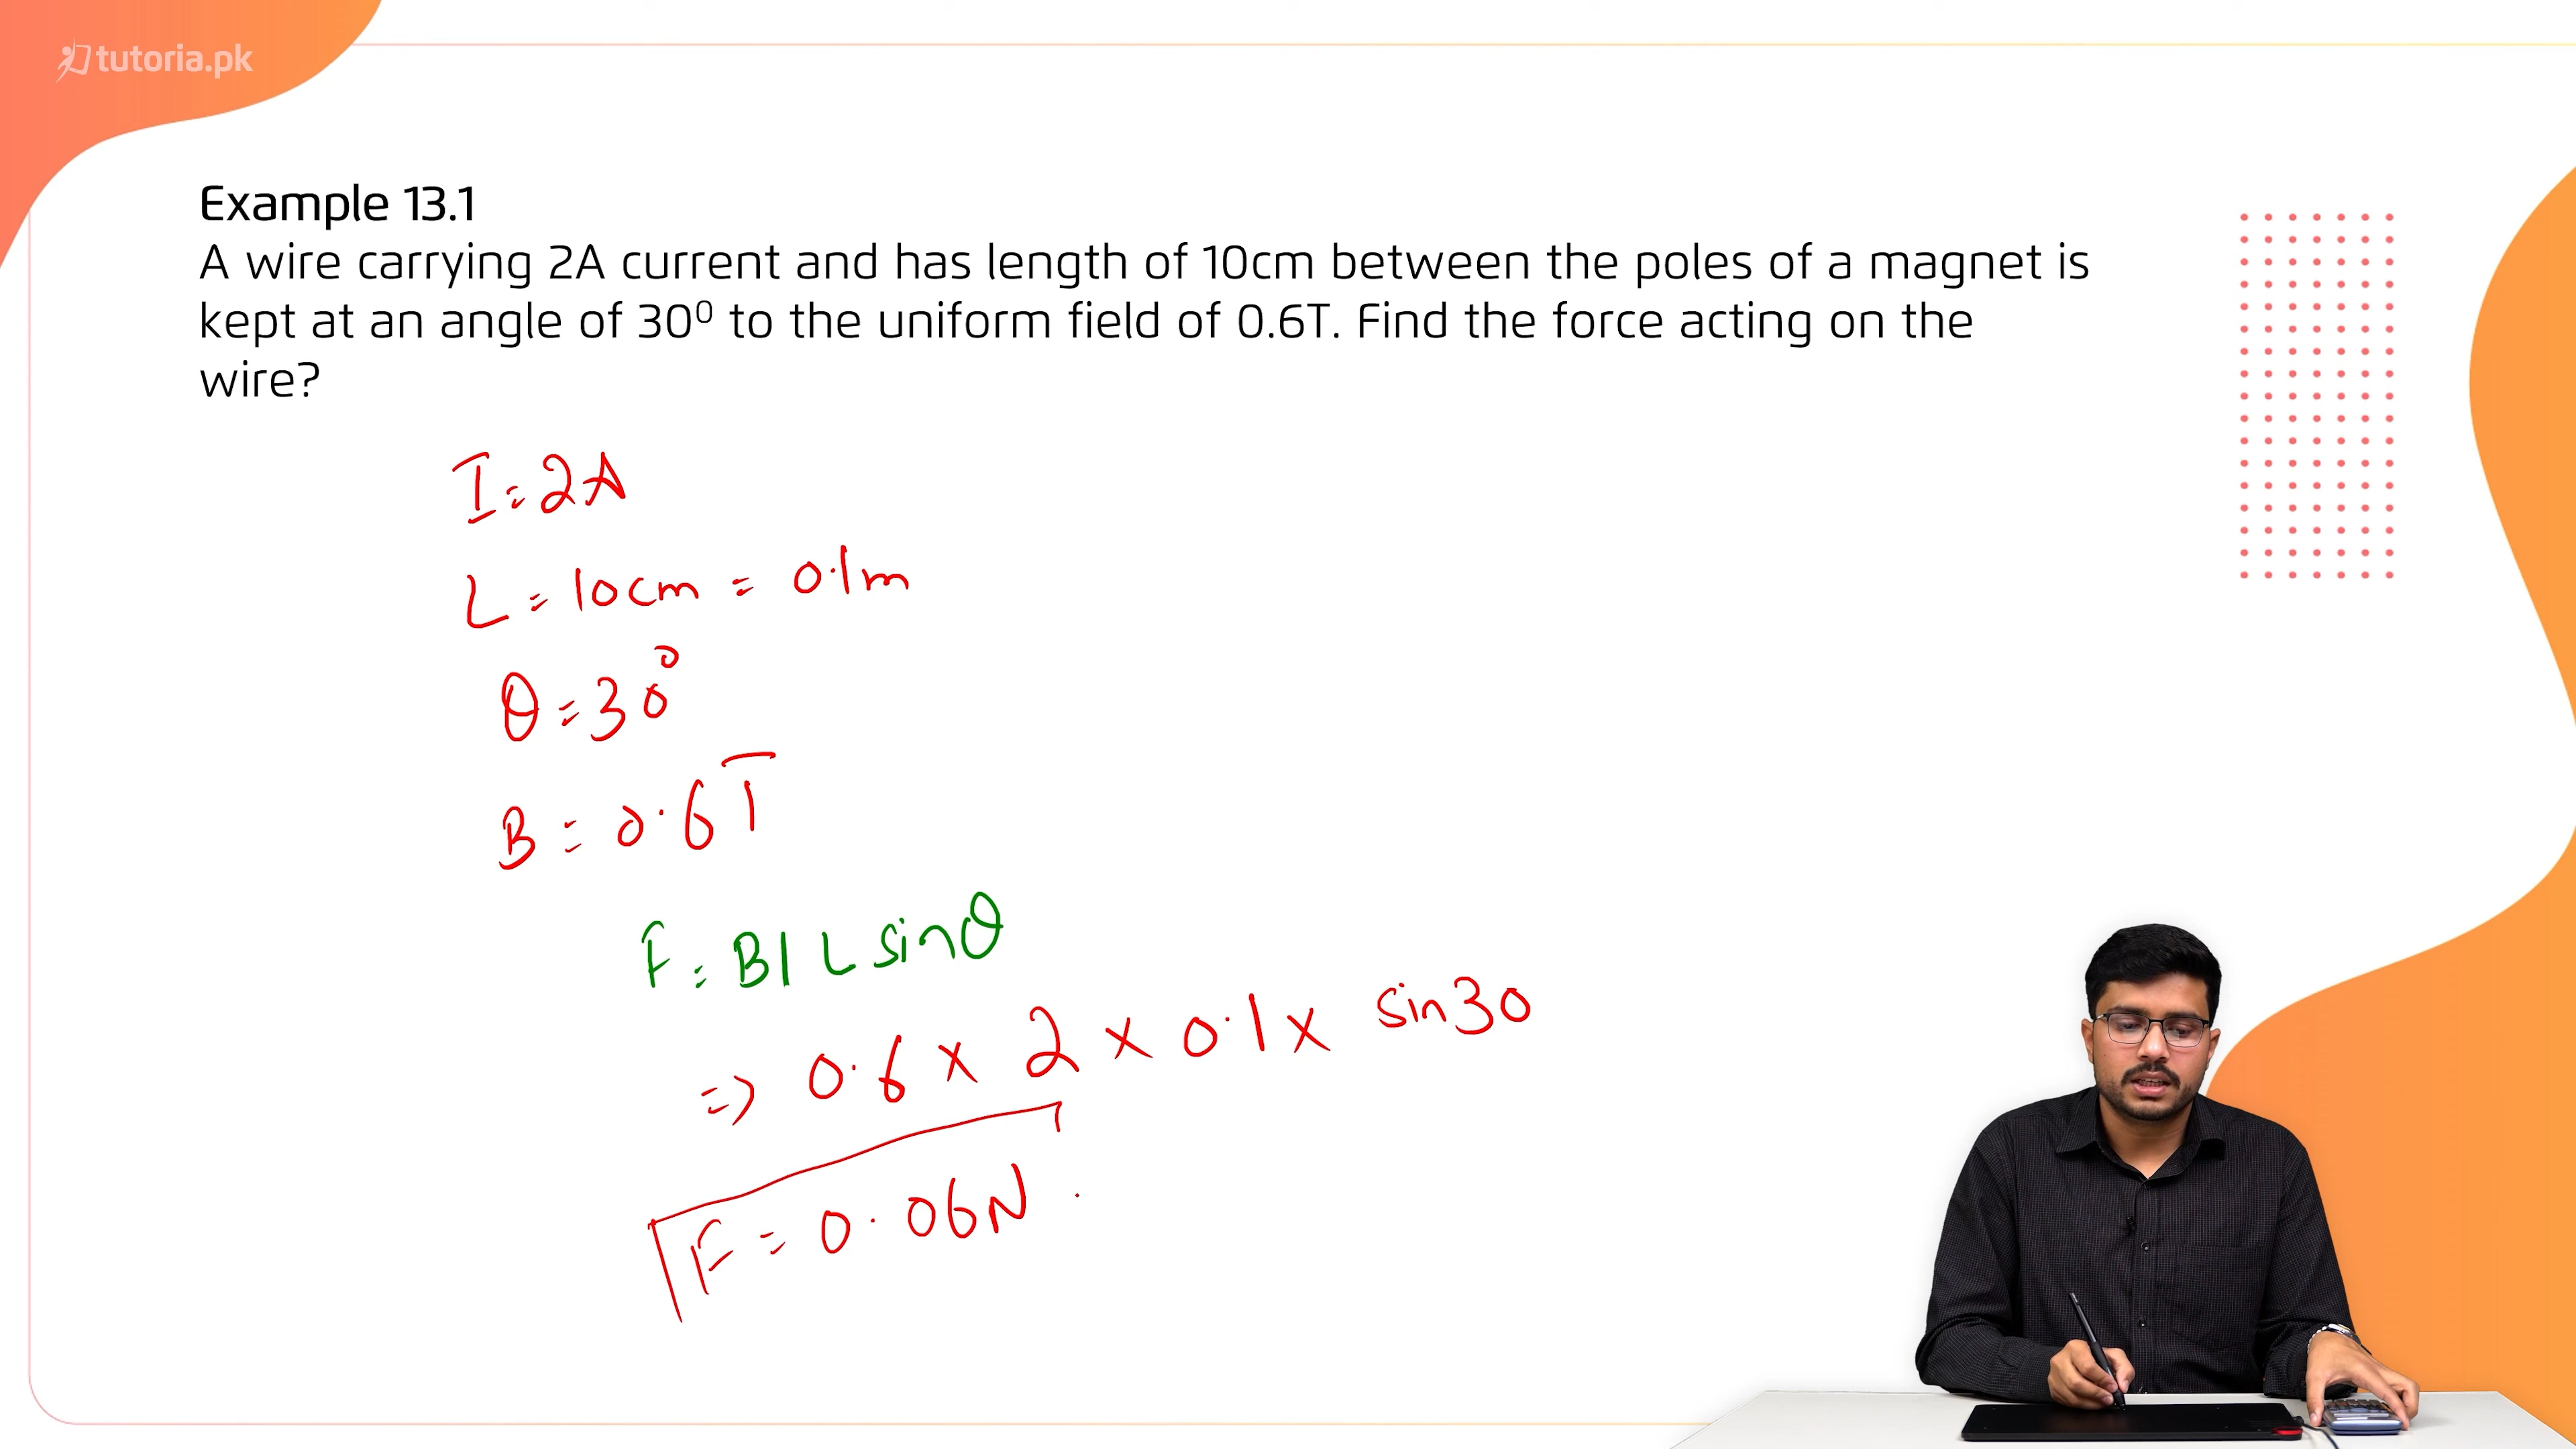 tutoria.pk
Example 13.1
A wire carrying 2A current and has length of 10cm between the poles of a magnet is
kept at an angle of 30⁰ to the uniform field of 0.6T. Find the force acting on the
wire?
I = 2A
L = 10cm = 0.1m
θ = 30°
B = 0.6T
F = BIL sinθ
=> 0.6 x 2 x 0.1 x sin30
F = 0.06N.